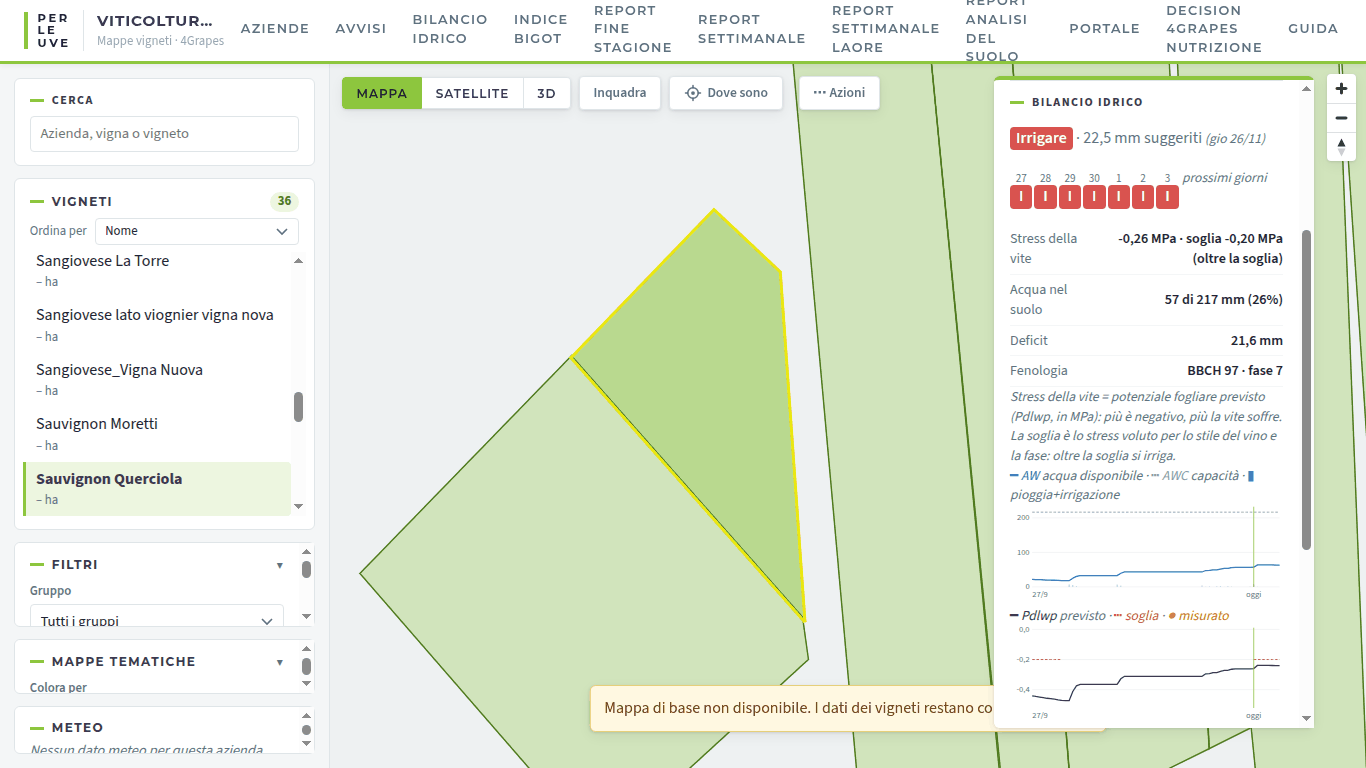 PER
LE
UVE
VITICOLTUR...
Mappe vigneti · 4Grapes
AZIENDE
AVVISI
BILANCIO
IDRICO
INDICE
BIGOT
REPORT
FINE
STAGIONE
REPORT
SETTIMANALE
REPORT
SETTIMANALE
LAORE
REPORT
ANALISI
DEL
SUOLO
PORTALE
DECISION
4GRAPES
NUTRIZIONE
GUIDA
CERCA
Azienda, vigna o vigneto
VIGNETI
36
Ordina per
Nome
Sangiovese La Torre
– ha
Sangiovese lato viognier vigna nova
– ha
Sangiovese_Vigna Nuova
– ha
Sauvignon Moretti
– ha
Sauvignon Querciola
– ha
FILTRI
Gruppo
Tutti i gruppi
MAPPE TEMATICHE
Colora per
METEO
Nessun dato meteo per questa azienda
MAPPA
SATELLITE
3D
Inquadra
Dove sono
··· Azioni
Mappa di base non disponibile. I dati dei vigneti restano co
BILANCIO IDRICO
Irrigare · 22,5 mm suggeriti (gio 26/11)
27 28 29 30 1 2 3 prossimi giorni
I I I I I I I
Stress della vite
-0,26 MPa · soglia -0,20 MPa (oltre la soglia)
Acqua nel suolo
57 di 217 mm (26%)
Deficit
21,6 mm
Fenologia
BBCH 97 · fase 7
Stress della vite = potenziale fogliare previsto
(Pdlwp, in MPa): più è negativo, più la vite soffre.
La soglia è lo stress voluto per lo stile del vino e
la fase: oltre la soglia si irriga.
AW acqua disponibile · AWC capacità ·
pioggia+irrigazione
200
100
0
27/9
oggi
Pdlwp previsto · soglia · misurato
0,0
-0,2
-0,4
27/9
oggi